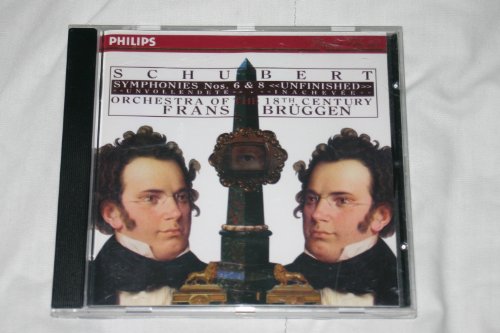 PHILIPS
SCHUBERT
SYMPHONIES Nos. 6 & 8 <<UNFINISHED>>
UNVOLLENDETE · INACHEVÉE
ORCHESTRA OF THE 18TH CENTURY
FRANS BRÜGGEN